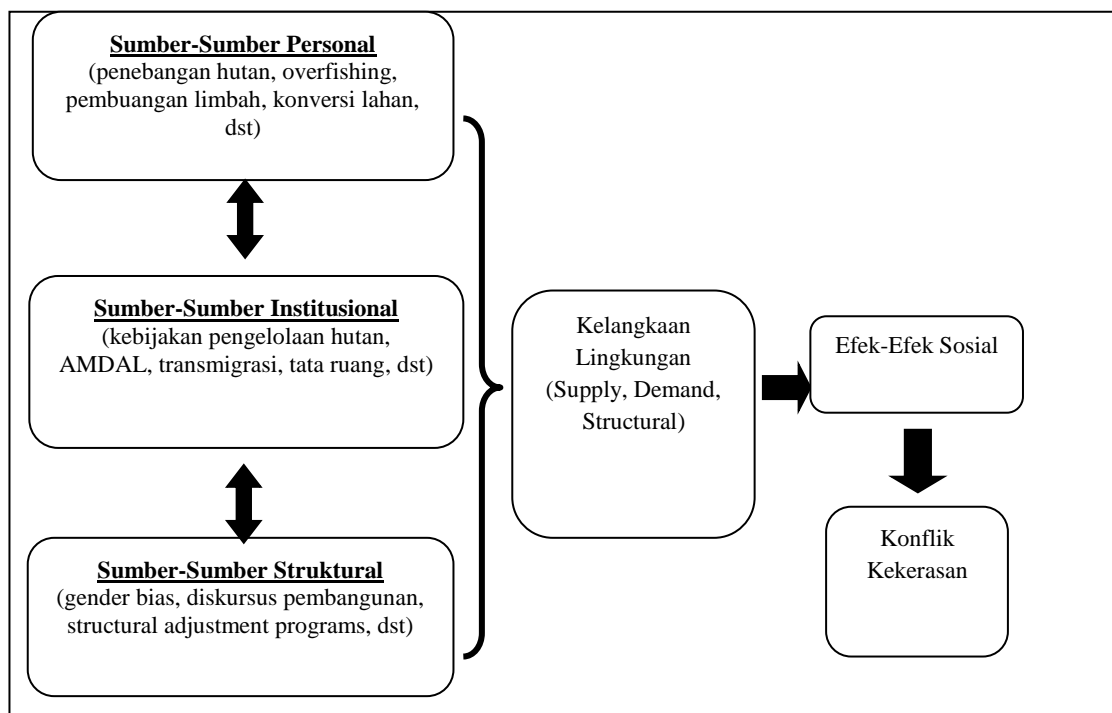 Sumber-Sumber Personal
(penebangan hutan, overfishing,
pembuangan limbah, konversi lahan,
dst)
Sumber-Sumber Institusional
(kebijakan pengelolaan hutan,
AMDAL, transmigrasi, tata ruang, dst)
Sumber-Sumber Struktural
(gender bias, diskursus pembangunan,
structural adjustment programs, dst)
Kelangkaan
Lingkungan
(Supply, Demand,
Structural)
Efek-Efek Sosial
Konflik
Kekerasan